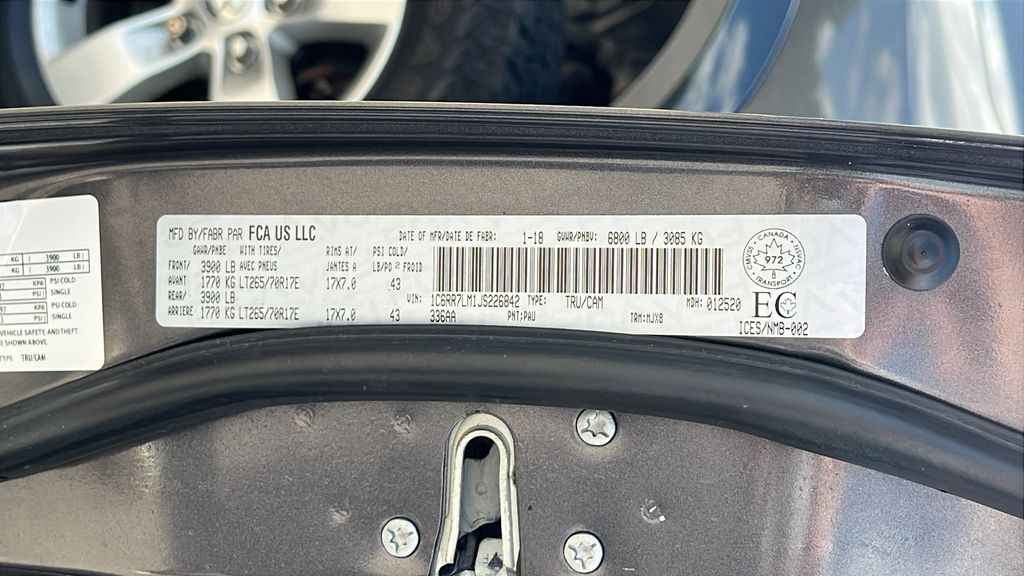 MFD BY/FABR PAR FCA US LLC
DATE OF MFR/DATE DE FABR: 1-18 GVWR/PNBV: 6800 LB / 3085 KG
GAWR/PNBE WITH TIRES/ RIMS AT/ PSI COLD/
FRONT/ 3900 LB AVEC PNEUS JANTES A LB/PO² FROID
AVANT 1770 KG LT265/70R17E 17X7.0 43
REAR/ 3900 LB
ARRIERE 1770 KG LT265/70R17E 17X7.0 43
VIN: 1C6RR7LM1JS226842 TYPE: TRU/CAM MDH: 012520
336AA PNT:PAU TRM:MJX8
CANADA
CMVSS NSVAC
972
TRANSPORT
EC
ICES/NMB-002
KG ( 3900 LB)
KG ( 3900 LB)
97 KPA PSI COLD
SINGLE
97 KPA PSI COLD
SINGLE
VEHICLE SAFETY, AND THEFT
E SHOWN ABOVE.
TYPE TRU/CAM